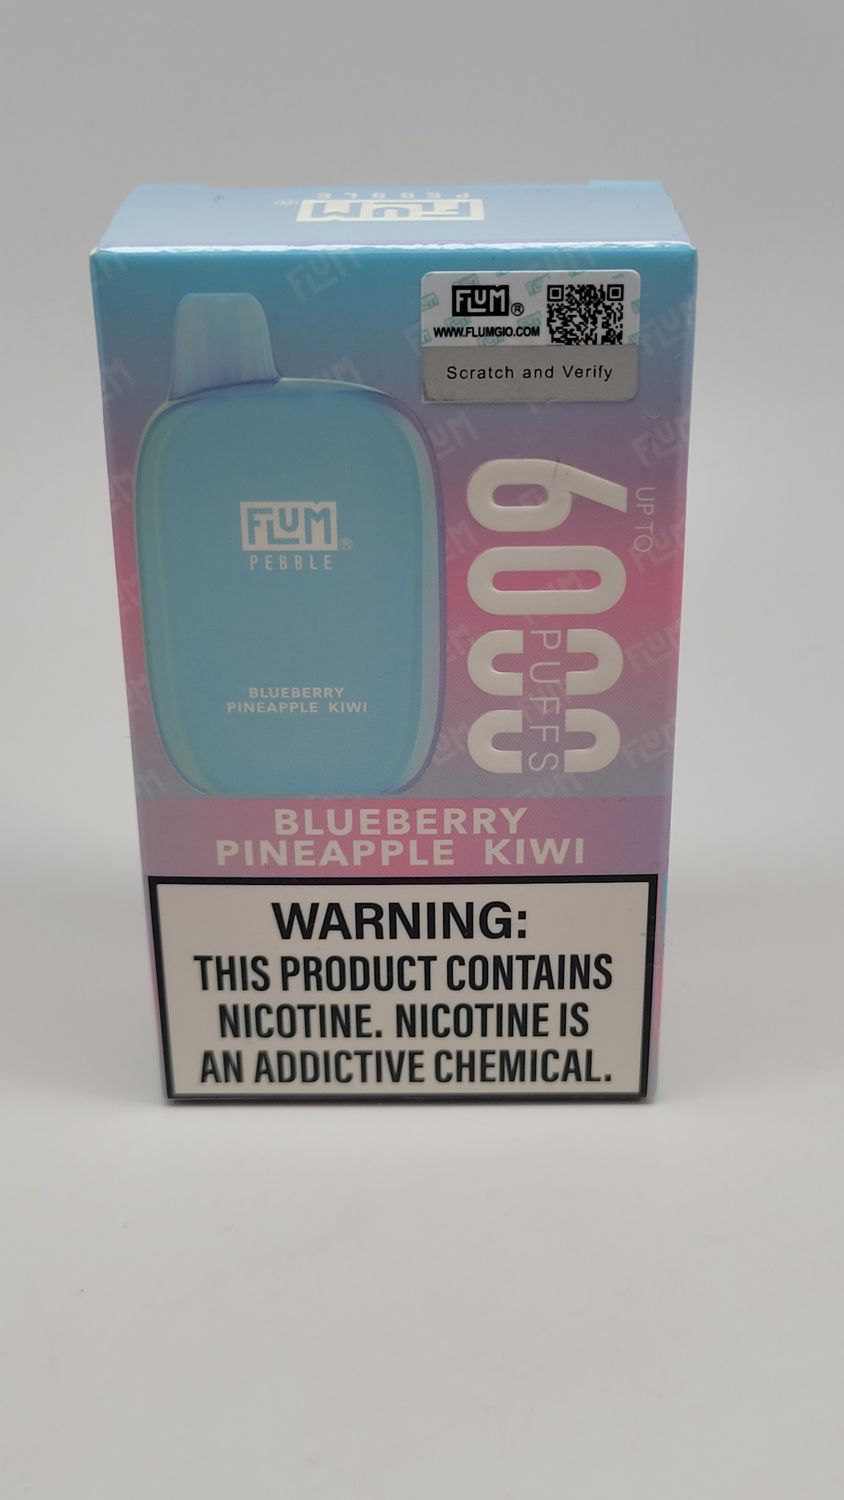 FLUM®
PEBBLE
FLUM®
WWW.FLUMGIO.COM
Scratch and Verify
UP TO
6000
PUFFS
FLUM®
PEBBLE
BLUEBERRY
PINEAPPLE KIWI
BLUEBERRY
PINEAPPLE KIWI
WARNING:
THIS PRODUCT CONTAINS
NICOTINE. NICOTINE IS
AN ADDICTIVE CHEMICAL.